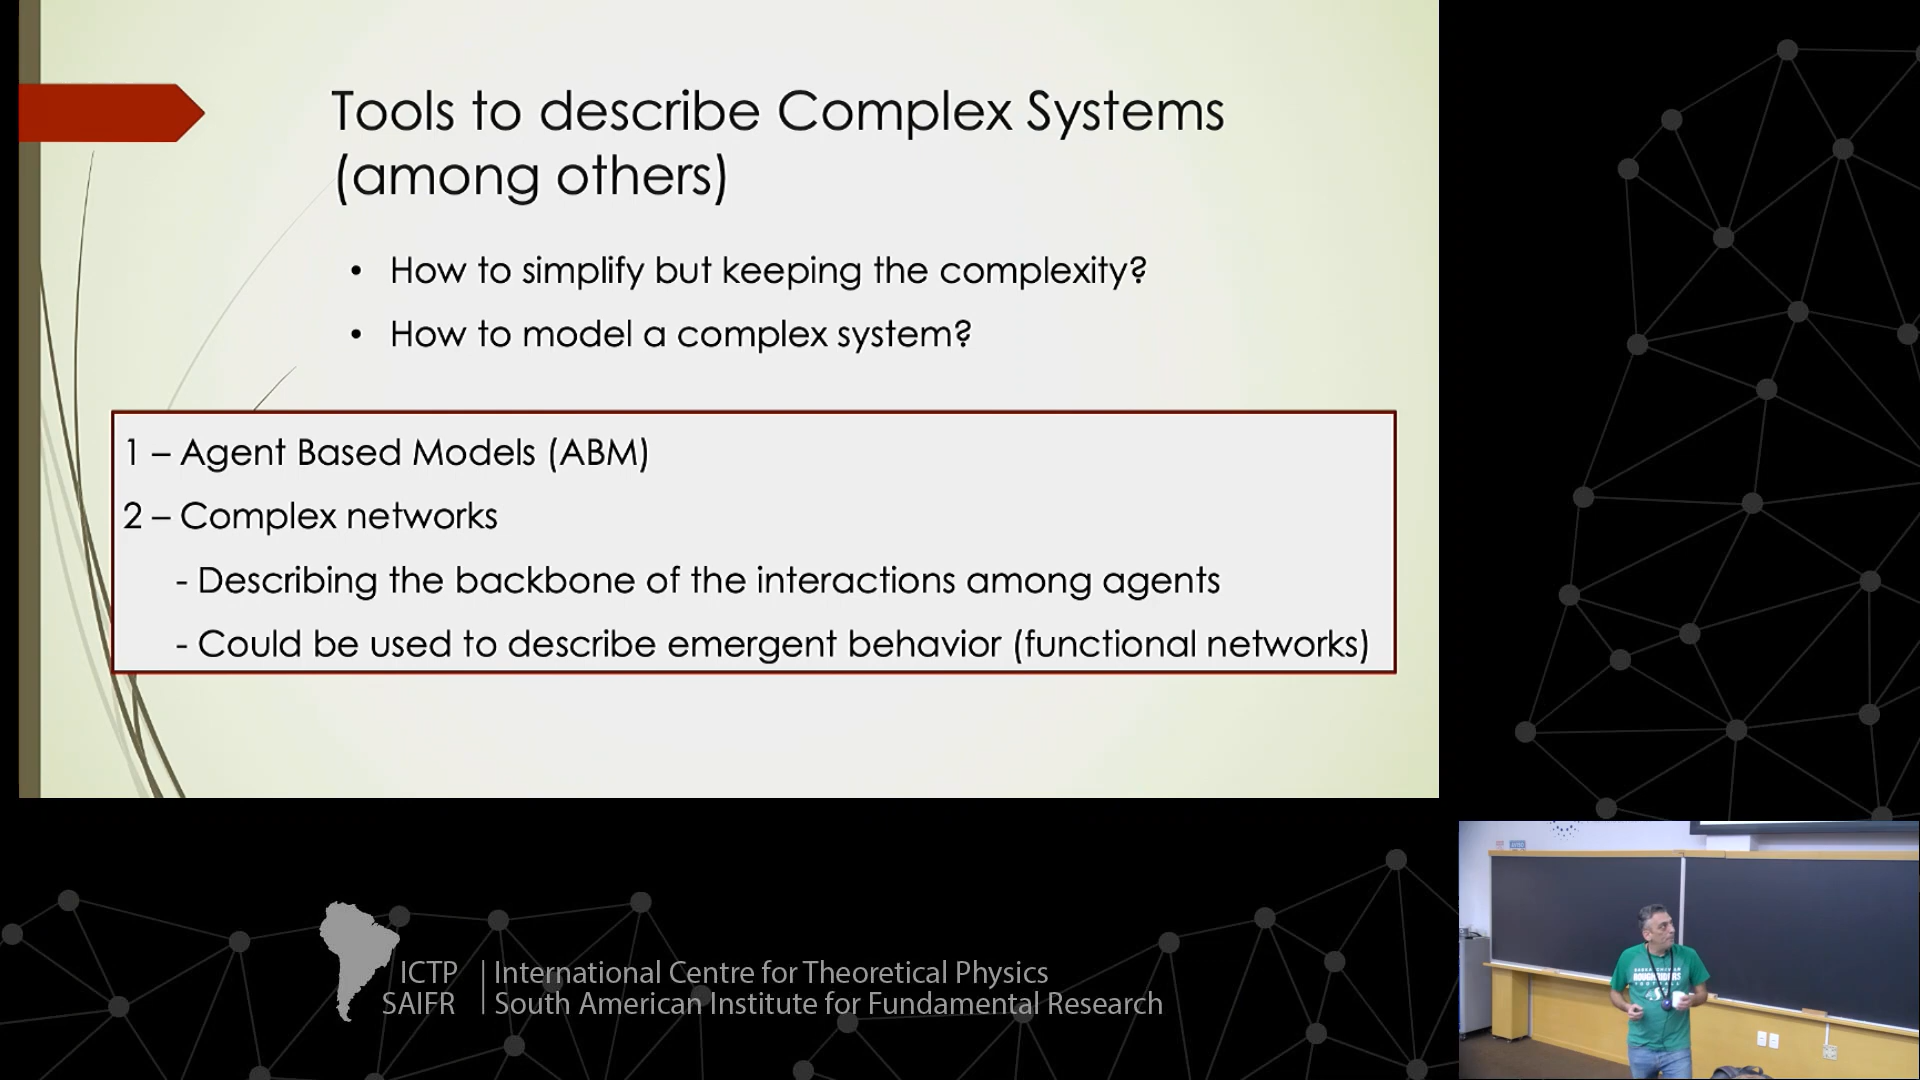 Tools to describe Complex Systems
(among others)
• How to simplify but keeping the complexity?
• How to model a complex system?
1 – Agent Based Models (ABM)
2 – Complex networks
- Describing the backbone of the interactions among agents
- Could be used to describe emergent behavior (functional networks)
ICTP | International Centre for Theoretical Physics
SAIFR | South American Institute for Fundamental Research
SASKATCHEWAN
ROUGHRIDERS
FOOTBALL